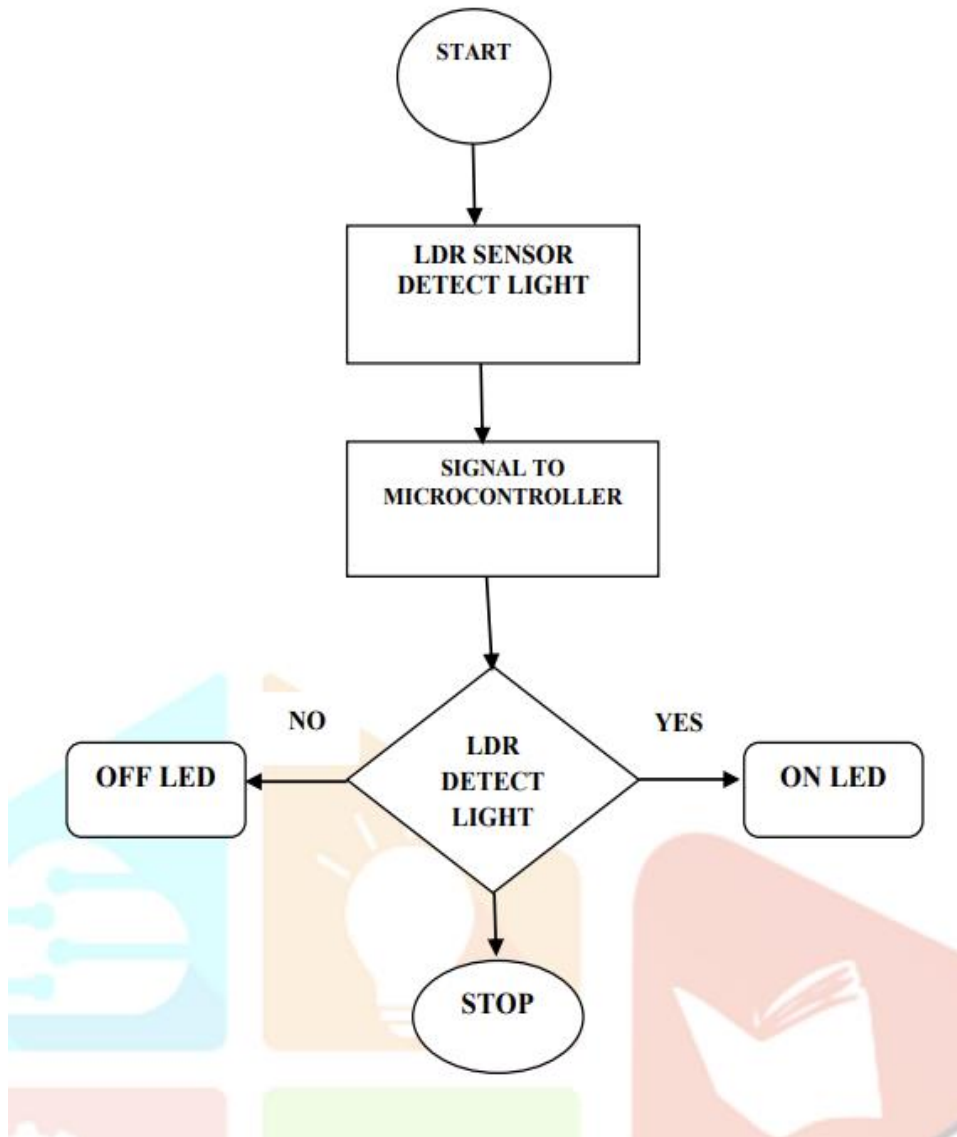 START
LDR SENSOR
DETECT LIGHT
SIGNAL TO
MICROCONTROLLER
NO
YES
OFF LED
LDR
DETECT
LIGHT
ON LED
STOP